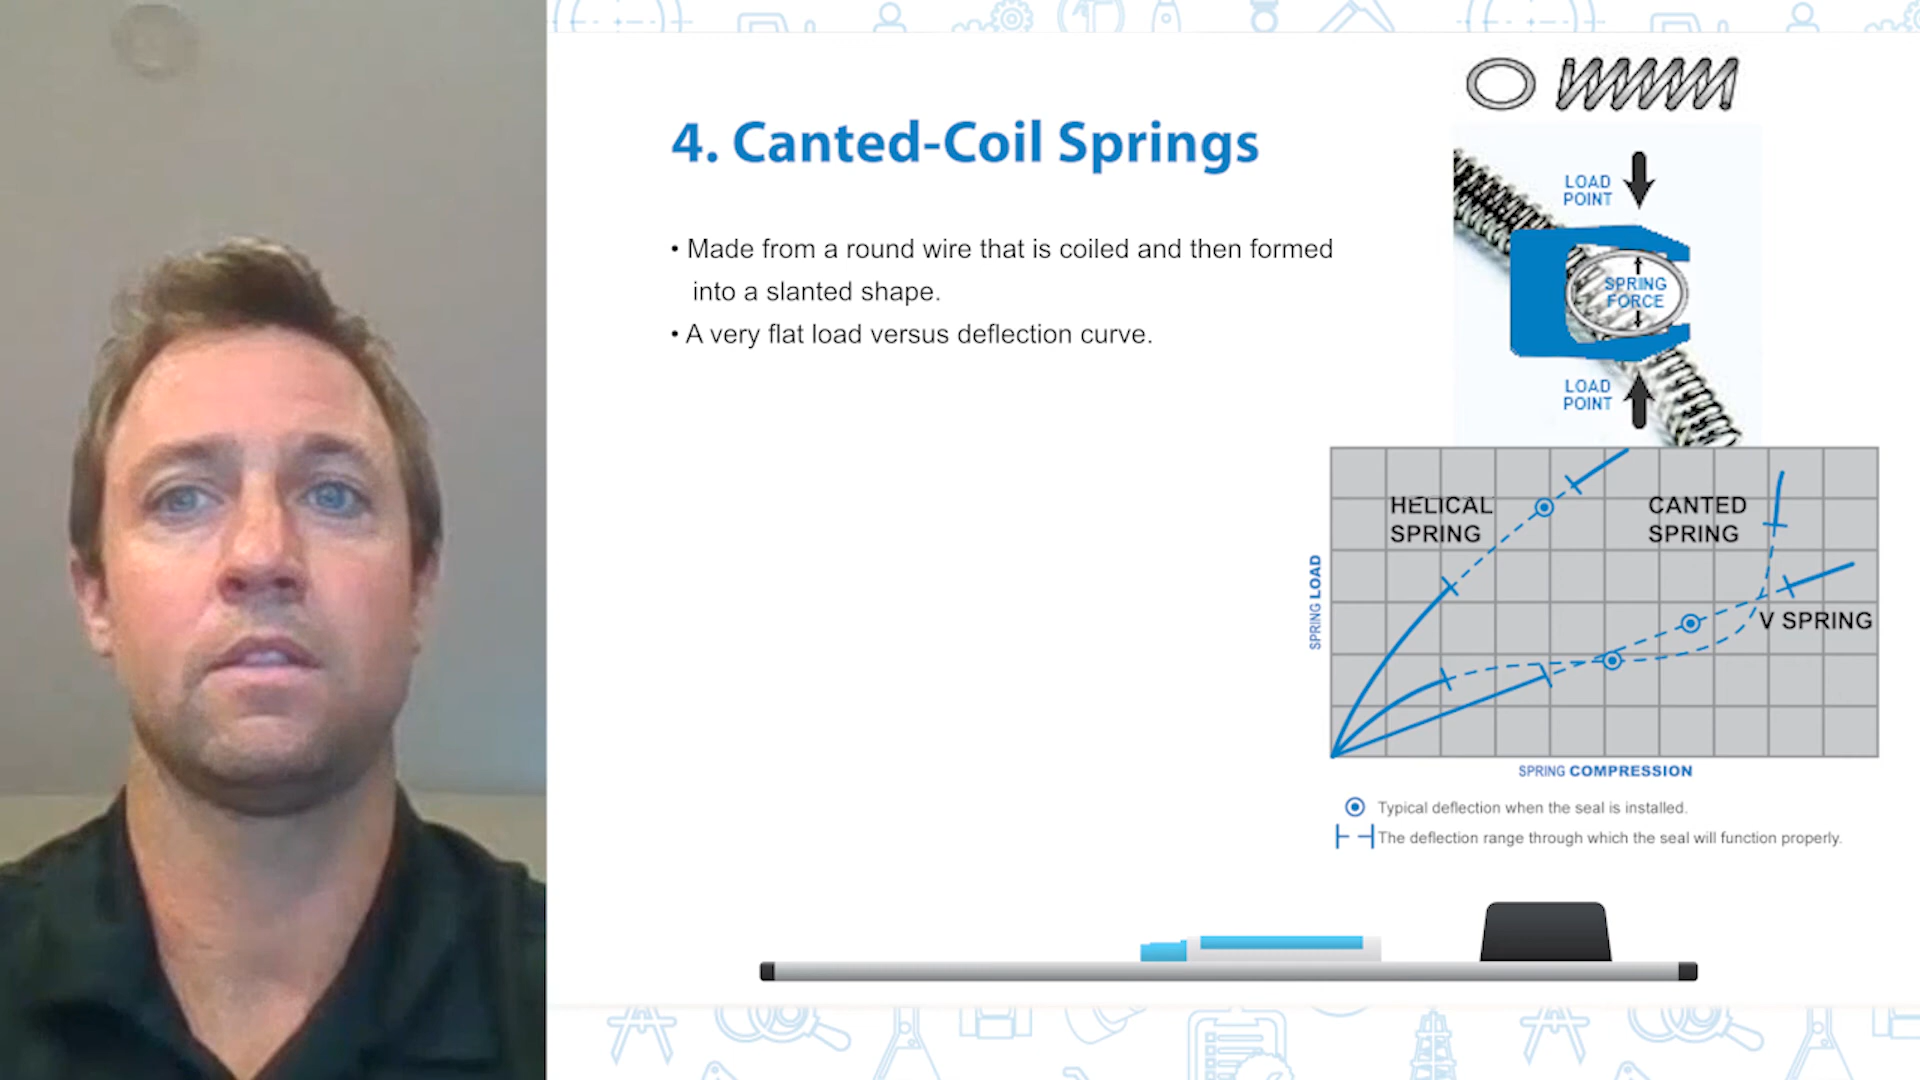 4. Canted-Coil Springs
• Made from a round wire that is coiled and then formed
into a slanted shape.
• A very flat load versus deflection curve.
LOAD
POINT
SPRING
FORCE
LOAD
POINT
HELICAL
SPRING
CANTED
SPRING
V SPRING
SPRING LOAD
SPRING COMPRESSION
Typical deflection when the seal is installed.
The deflection range through which the seal will function properly.